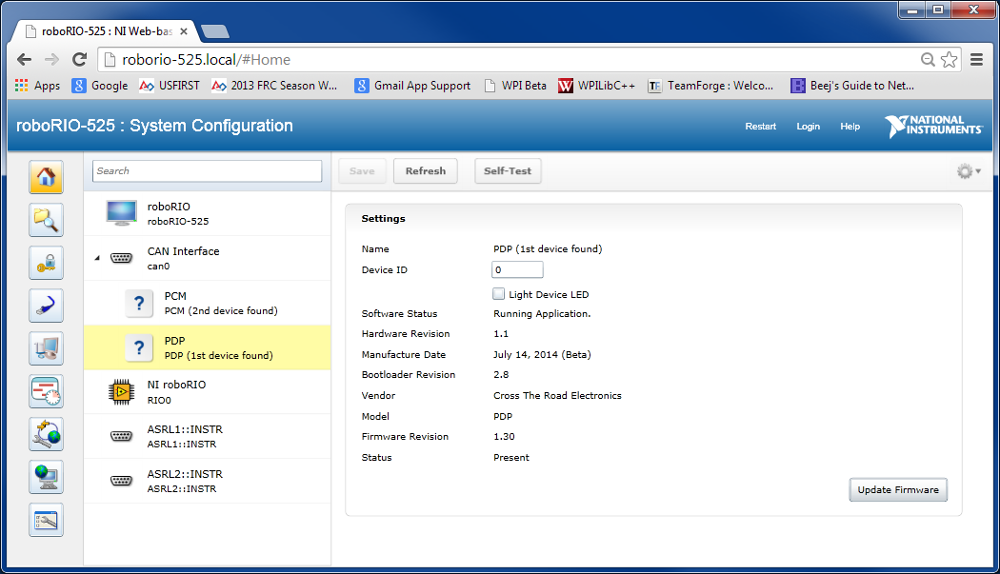 roboRIO-525 : NI Web-bas
roborio-525.local/#Home
Apps Google USFIRST 2013 FRC Season W... Gmail App Support WPI Beta WPILibC++ TeamForge : Welco... Beej's Guide to Net...
roboRIO-525 : System Configuration
Restart Login Help NATIONAL INSTRUMENTS
Search
Save Refresh Self-Test
roboRIO
roboRIO-525
CAN Interface
can0
PCM
PCM (2nd device found)
PDP
PDP (1st device found)
NI roboRIO
RIO0
ASRL1::INSTR
ASRL1::INSTR
ASRL2::INSTR
ASRL2::INSTR
Settings
Name PDP (1st device found)
Device ID 0
Light Device LED
Software Status Running Application.
Hardware Revision 1.1
Manufacture Date July 14, 2014 (Beta)
Bootloader Revision 2.8
Vendor Cross The Road Electronics
Model PDP
Firmware Revision 1.30
Status Present
Update Firmware